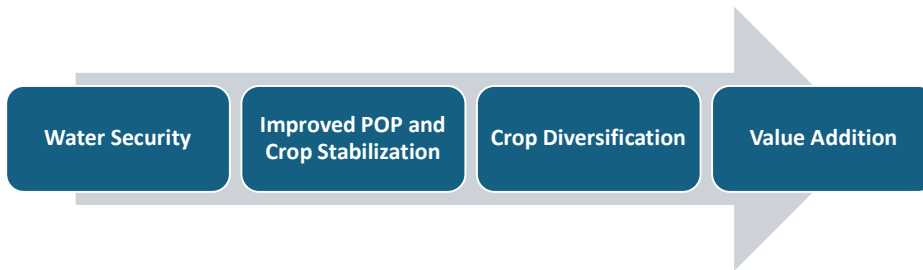 Water Security
Improved POP and
Crop Stabilization
Crop Diversification
Value Addition